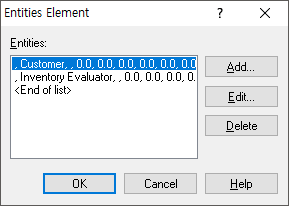 Entities Element
Entities:
, Customer, , 0.0, 0.0, 0.0, 0.0, 0.0, 0.0
, Inventory Evaluator, , 0.0, 0.0, 0.0, 0.
<End of list>
Add...
Edit...
Delete
OK
Cancel
Help